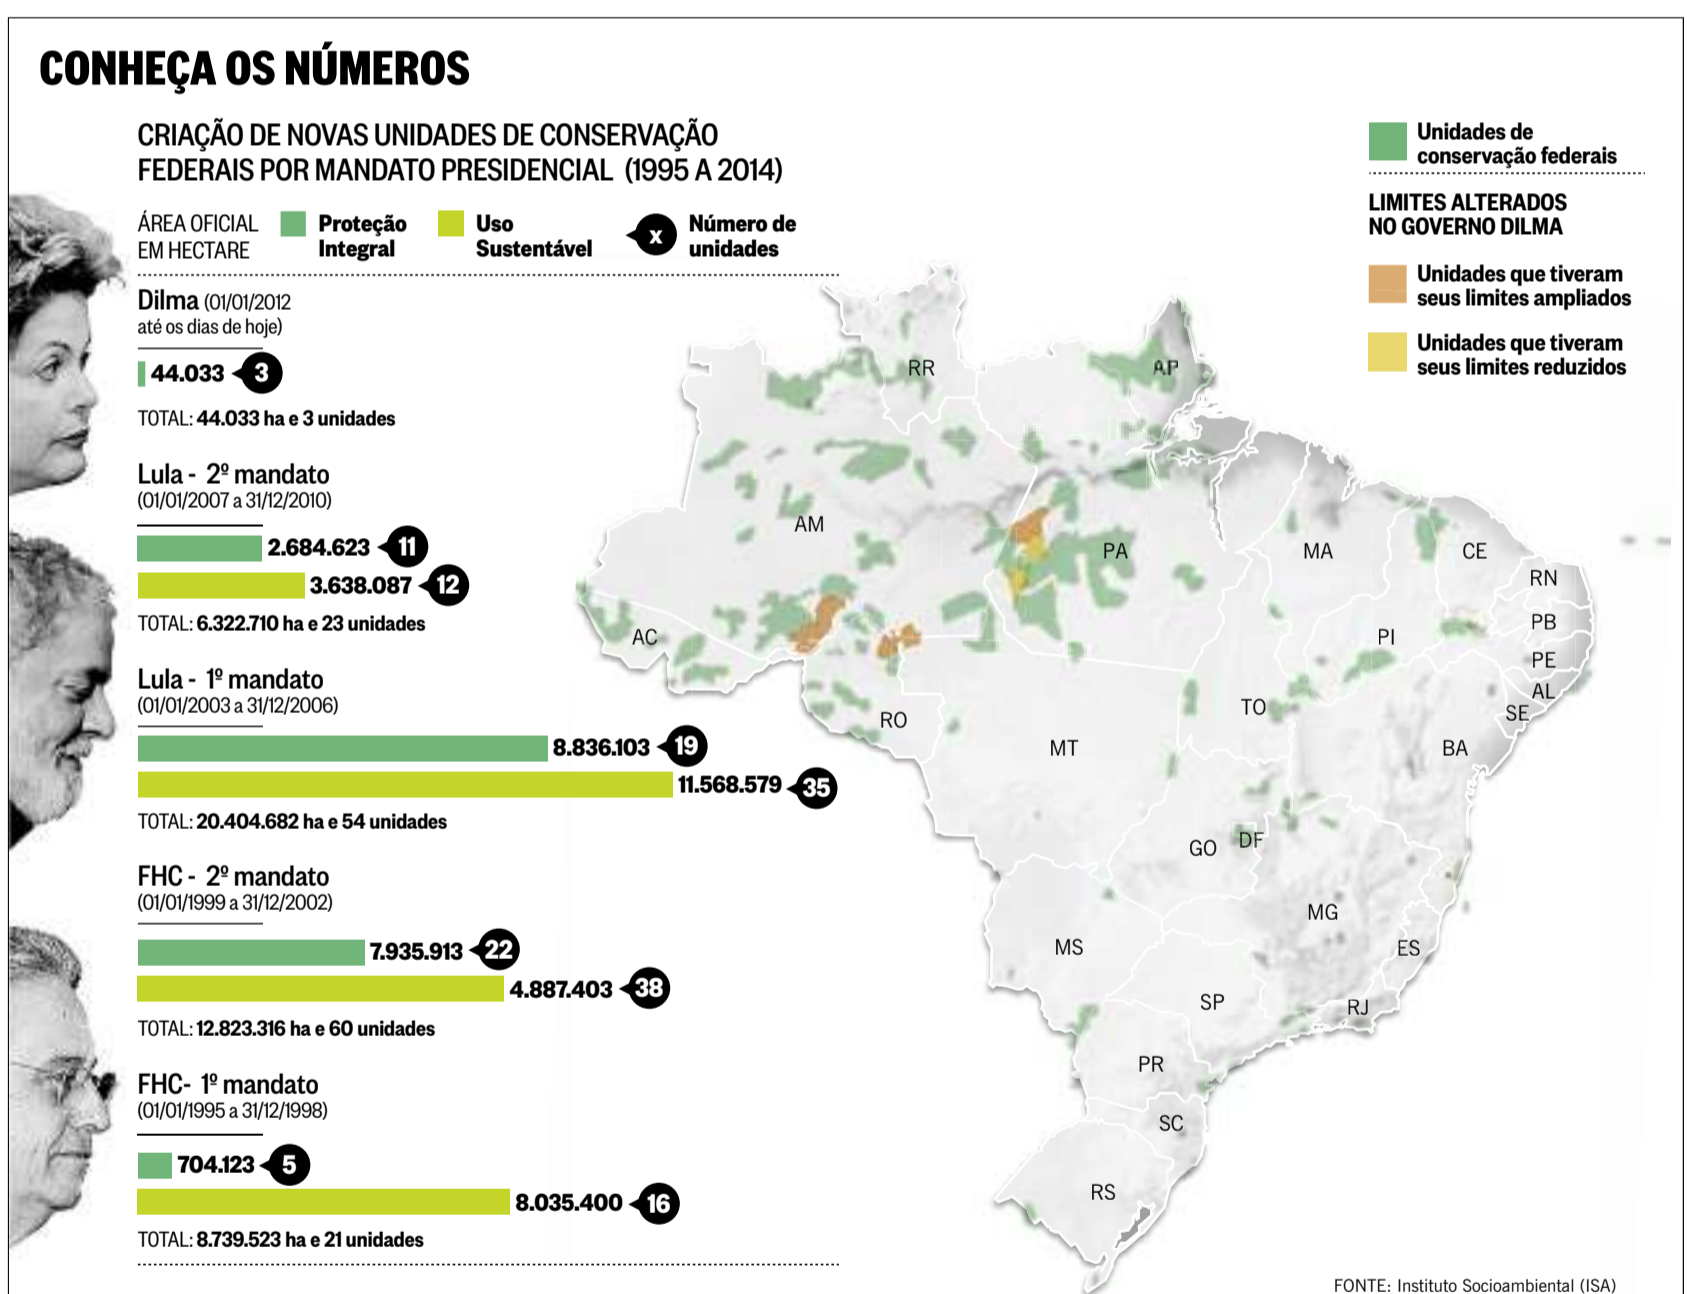 CONHEÇA OS NÚMEROS
CRIAÇÃO DE NOVAS UNIDADES DE CONSERVAÇÃO
FEDERAIS POR MANDATO PRESIDENCIAL (1995 A 2014)
ÁREA OFICIAL
EM HECTARE
Proteção
Integral
Uso
Sustentável
x
Número de
unidades
Dilma (01/01/2012
até os dias de hoje)
44.033 3
TOTAL: 44.033 ha e 3 unidades
Lula - 2º mandato
(01/01/2007 a 31/12/2010)
2.684.623 11
3.638.087 12
TOTAL: 6.322.710 ha e 23 unidades
Lula - 1º mandato
(01/01/2003 a 31/12/2006)
8.836.103 19
11.568.579 35
TOTAL: 20.404.682 ha e 54 unidades
FHC - 2º mandato
(01/01/1999 a 31/12/2002)
7.935.913 22
4.887.403 38
TOTAL: 12.823.316 ha e 60 unidades
FHC- 1º mandato
(01/01/1995 a 31/12/1998)
704.123 5
8.035.400 16
TOTAL: 8.739.523 ha e 21 unidades
Unidades de
conservação federais
LIMITES ALTERADOS
NO GOVERNO DILMA
Unidades que tiveram
seus limites ampliados
Unidades que tiveram
seus limites reduzidos
RR
AP
AM
PA
MA
CE
RN
PB
PE
AL
SE
PI
AC
RO
TO
MT
BA
GO
DF
MG
ES
MS
SP
RJ
PR
SC
RS
FONTE: Instituto Socioambiental (ISA)